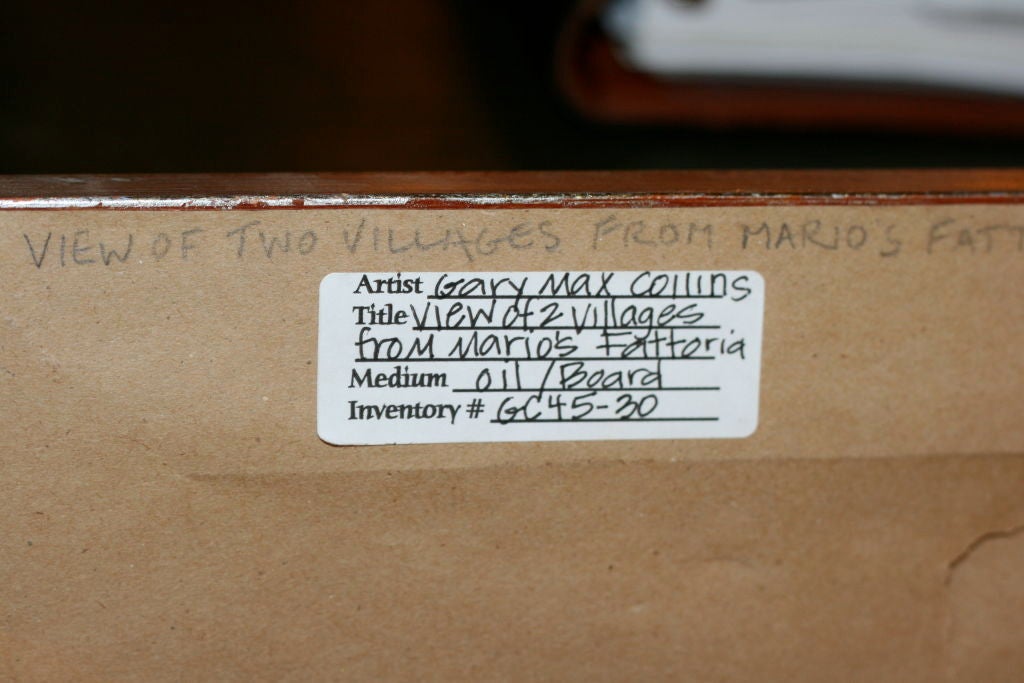 VIEW OF TWO VILLAGES FROM MARIO'S FATT
Artist Gary Max Collins
Title View of 2 Villages
from Mario's Fattoria
Medium Oil / Board
Inventory # GC45-30